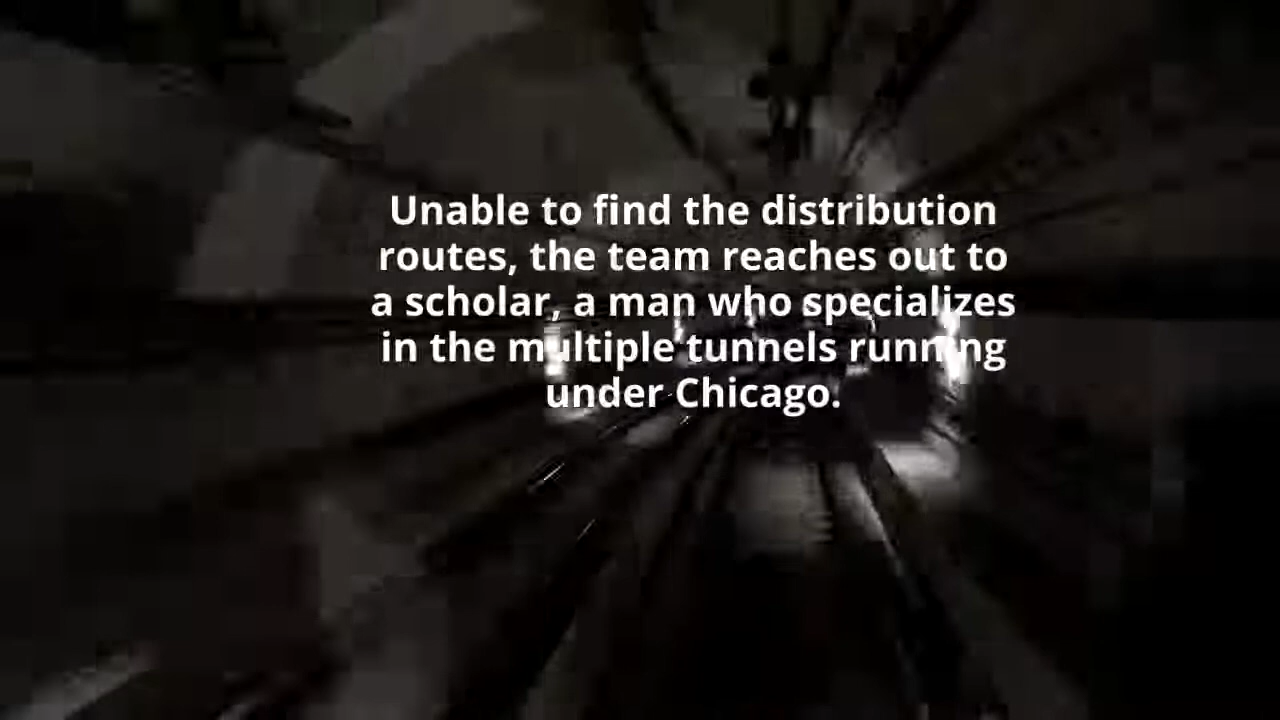 Unable to find the distribution
routes, the team reaches out to
a scholar, a man who specializes
in the multiple tunnels running
under Chicago.